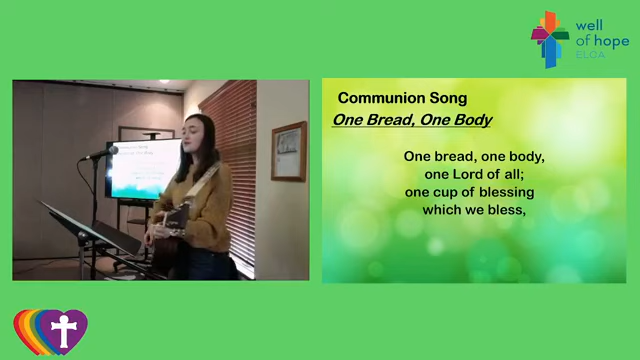 well
of hope
ELCA
Communion Song
One Bread, One Body
One bread, one body,
one Lord of all;
one cup of blessing
which we bless,